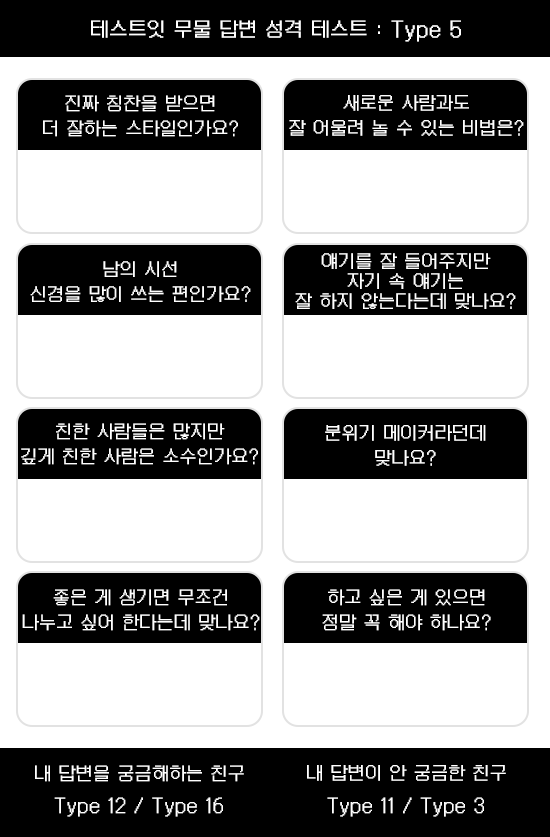 테스트잇 무물 답변 성격 테스트 : Type 5
진짜 칭찬을 받으면
더 잘하는 스타일인가요?
새로운 사람과도
잘 어울려 놀 수 있는 비법은?
남의 시선
신경을 많이 쓰는 편인가요?
얘기를 잘 들어주지만
자기 속 얘기는
잘 하지 않는다는데 맞나요?
친한 사람들은 많지만
깊게 친한 사람은 소수인가요?
분위기 메이커라던데
맞나요?
좋은 게 생기면 무조건
나누고 싶어 한다는데 맞나요?
하고 싶은 게 있으면
정말 꼭 해야 하나요?
내 답변을 궁금해하는 친구
Type 12 / Type 16
내 답변이 안 궁금한 친구
Type 11 / Type 3